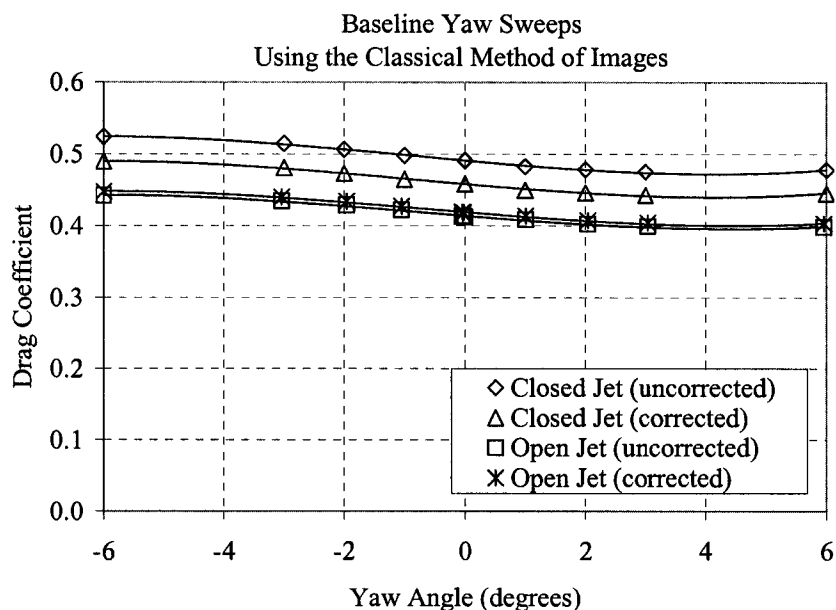 Baseline Yaw Sweeps
Using the Classical Method of Images
0.6
0.5
0.4
0.3
0.2
0.1
0.0
Drag Coefficient
Closed Jet (uncorrected)
Closed Jet (corrected)
Open Jet (uncorrected)
Open Jet (corrected)
-6 -4 -2 0 2 4 6
Yaw Angle (degrees)